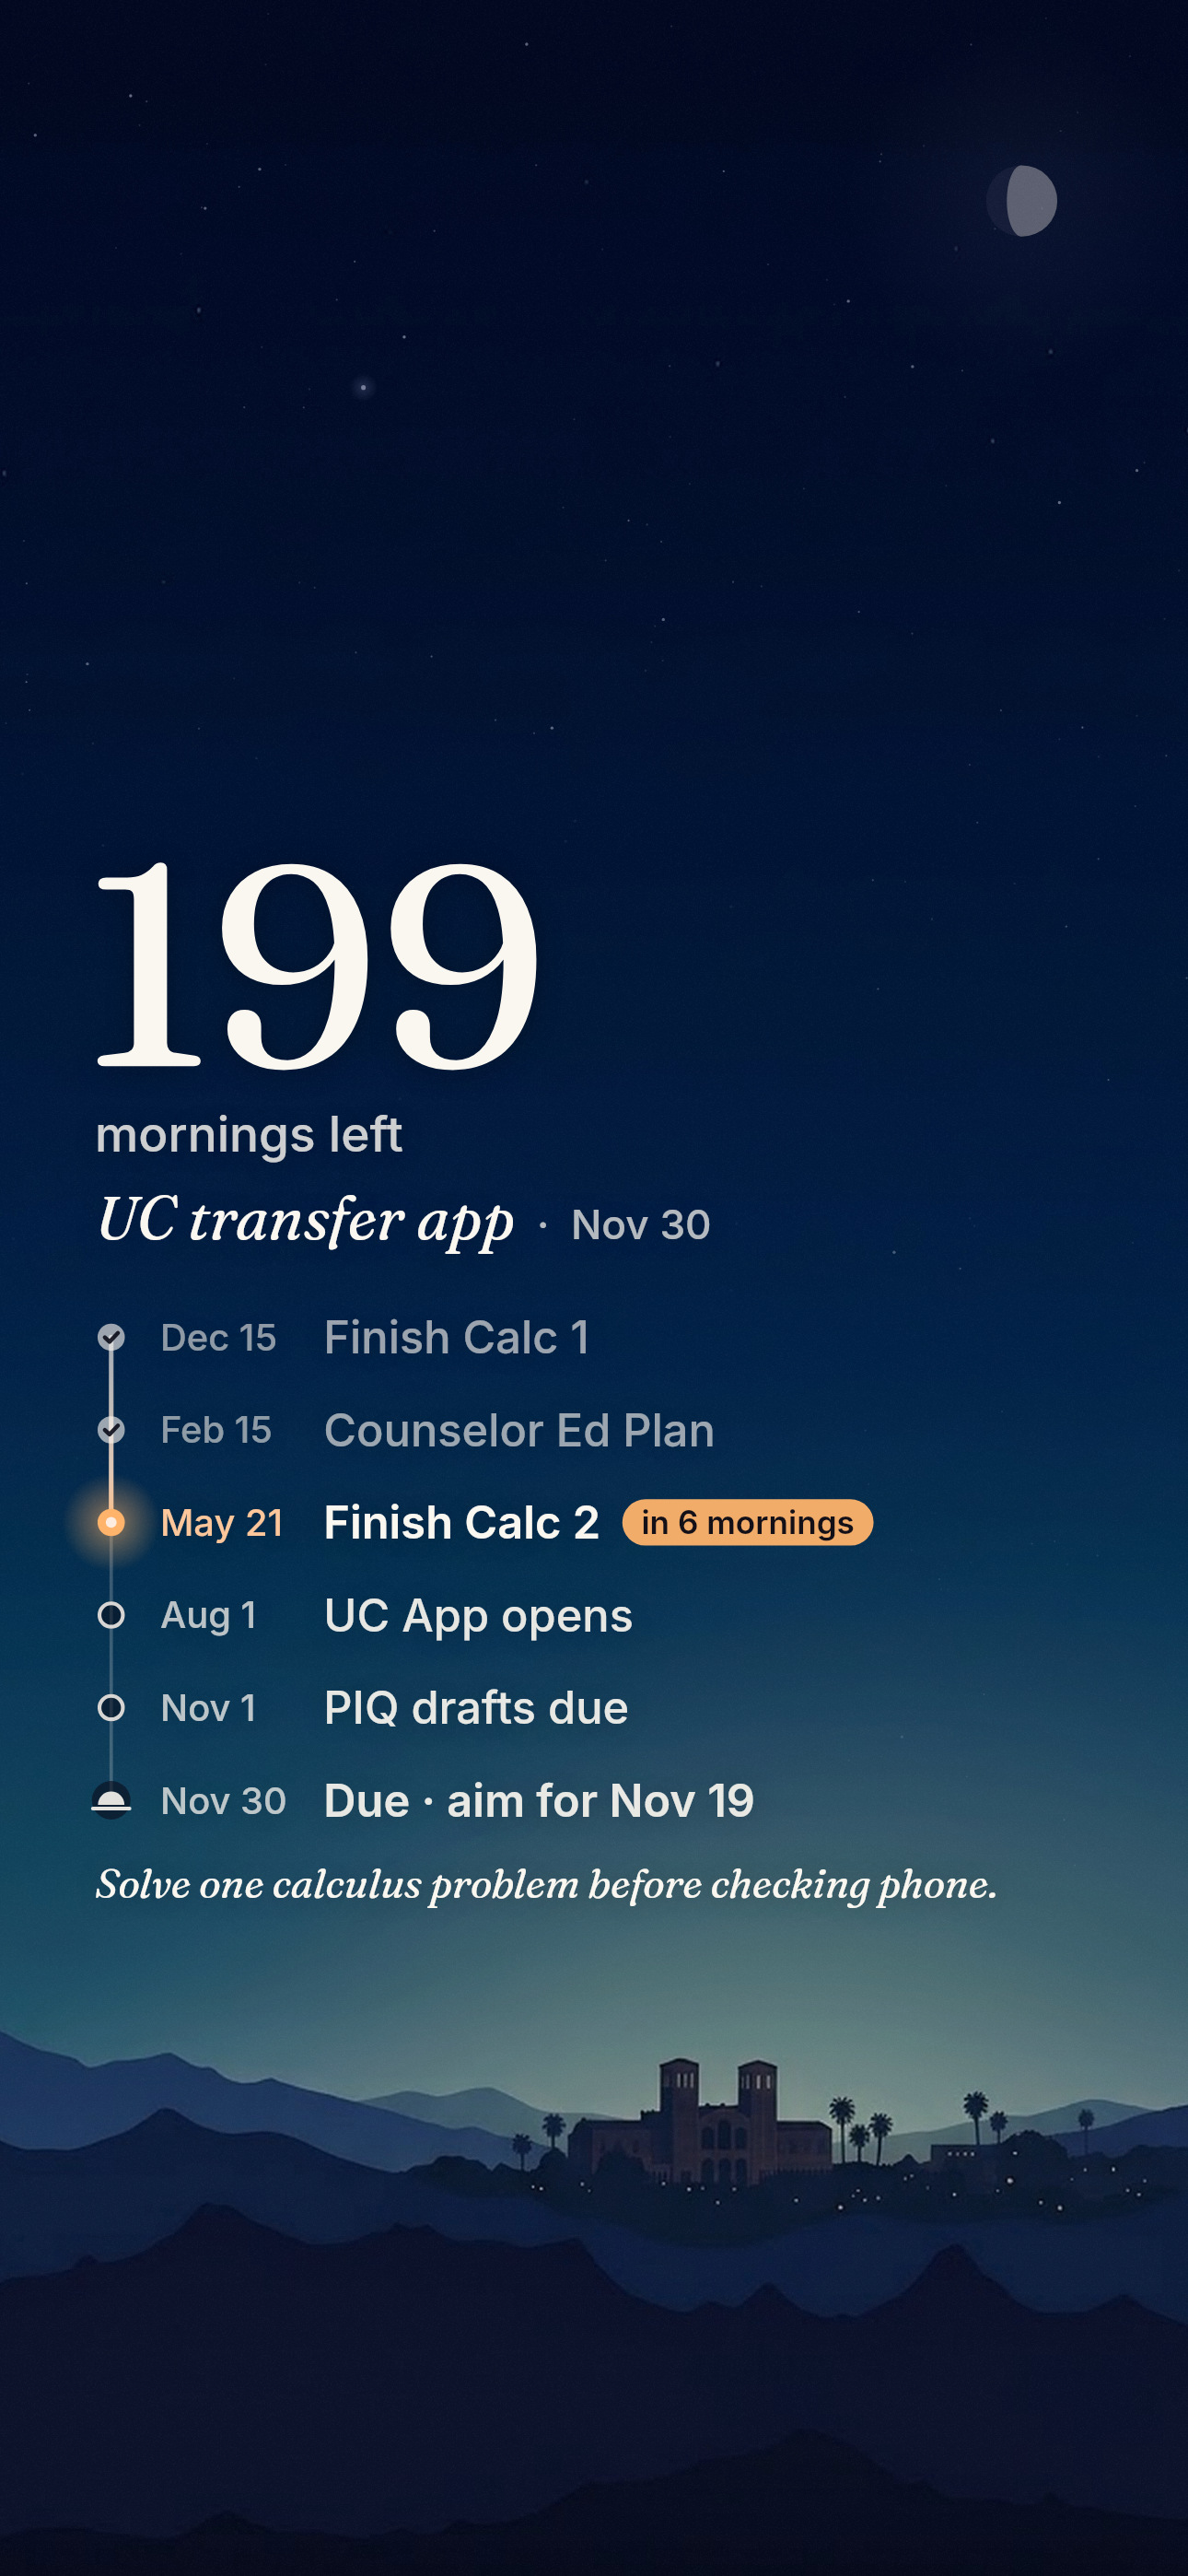 199
mornings left
UC transfer app · Nov 30
Dec 15 Finish Calc 1
Feb 15 Counselor Ed Plan
May 21 Finish Calc 2 in 6 mornings
Aug 1 UC App opens
Nov 1 PIQ drafts due
Nov 30 Due · aim for Nov 19
Solve one calculus problem before checking phone.